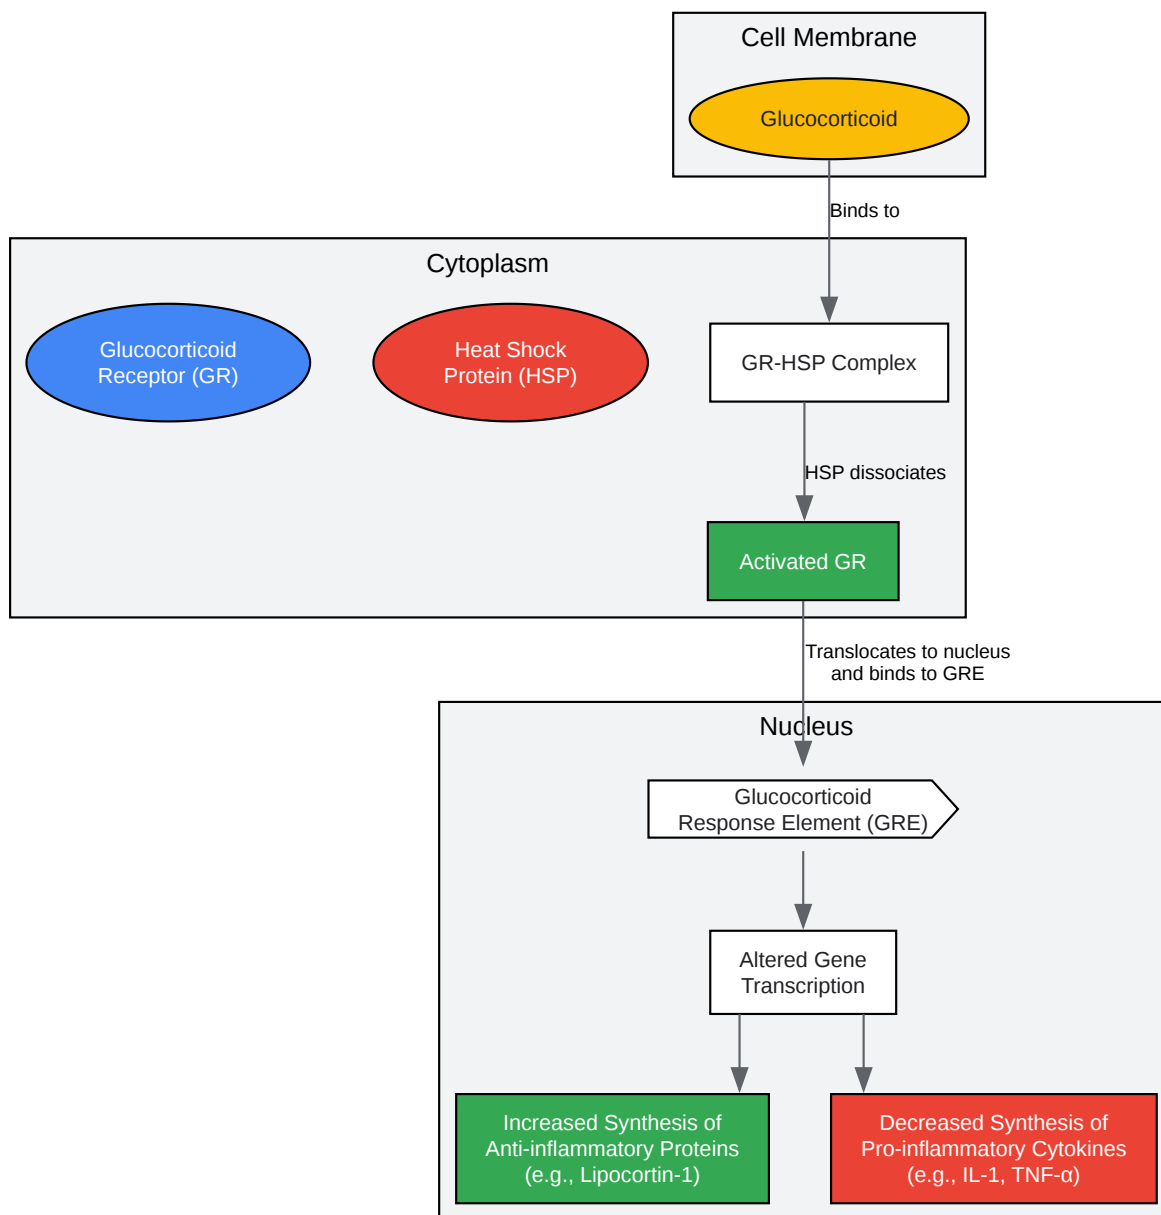 Cell Membrane
Glucocorticoid
Binds to
Cytoplasm
Glucocorticoid
Receptor (GR)
Heat Shock
Protein (HSP)
GR-HSP Complex
HSP dissociates
Activated GR
Translocates to nucleus
and binds to GRE
Nucleus
Glucocorticoid
Response Element (GRE)
Altered Gene
Transcription
Increased Synthesis of
Anti-inflammatory Proteins
(e.g., Lipocortin-1)
Decreased Synthesis of
Pro-inflammatory Cytokines
(e.g., IL-1, TNF-α)